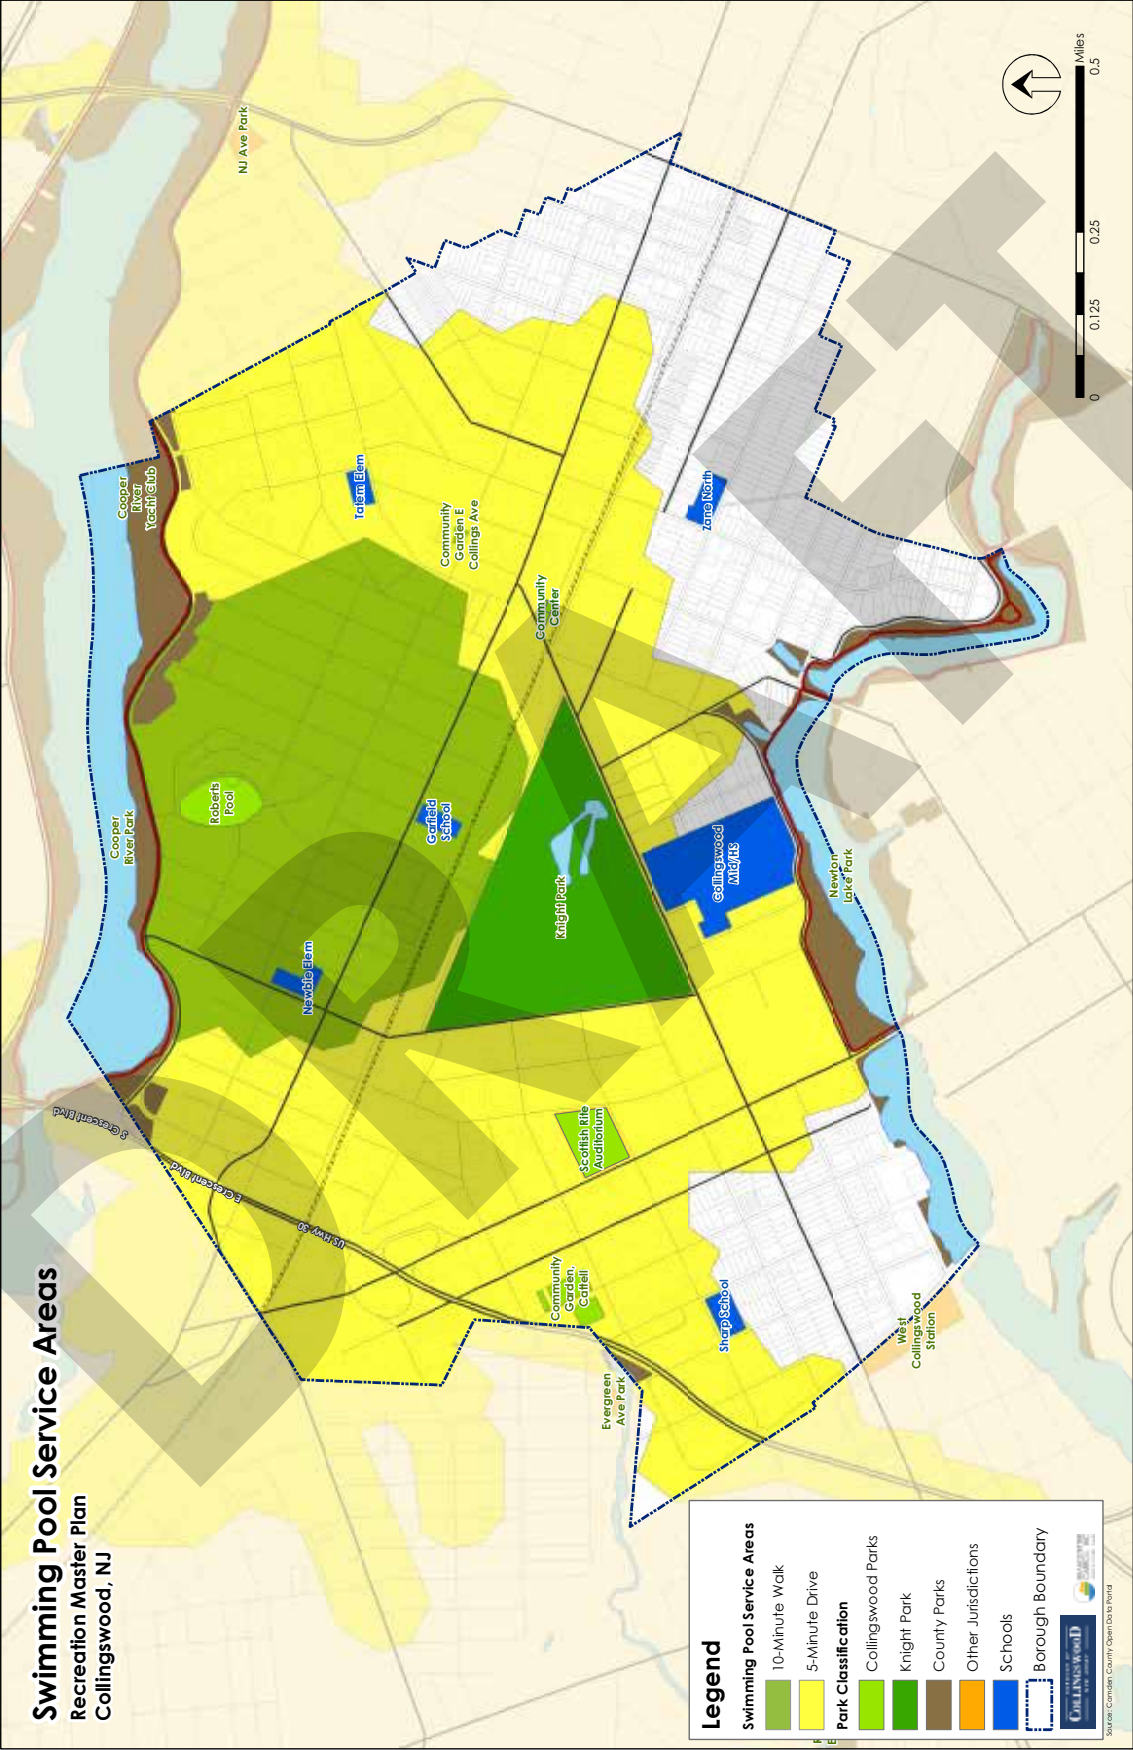 Swimming Pool Service Areas
Recreation Master Plan
Collingswood, NJ
S Crescent Blvd
E Crescent Blvd
US Hwy 30
Cooper
River Park
Cooper
River
Yacht Club
NJ Ave Park
Roberts
Pool
Newbie Elem
Garfield
School
Tatem Elem
Community
Garden E
Collings Ave
Community
Center
Knight Park
Scottish Rite
Auditorium
Community
Garden,
Cattell
Evergreen
Ave Park
Sharp School
Collingswood
Mid/HS
Zane North
Newton
Lake Park
West
Collingswood
Station
DRAFT
0
0.125
0.25
0.5
Miles
Legend
Swimming Pool Service Areas
10-Minute Walk
5-Minute Drive
Park Classification
Collingswood Parks
Knight Park
County Parks
Other Jurisdictions
Schools
Borough Boundary
COLLINGSWOOD
Source: Camden County Open Data Portal